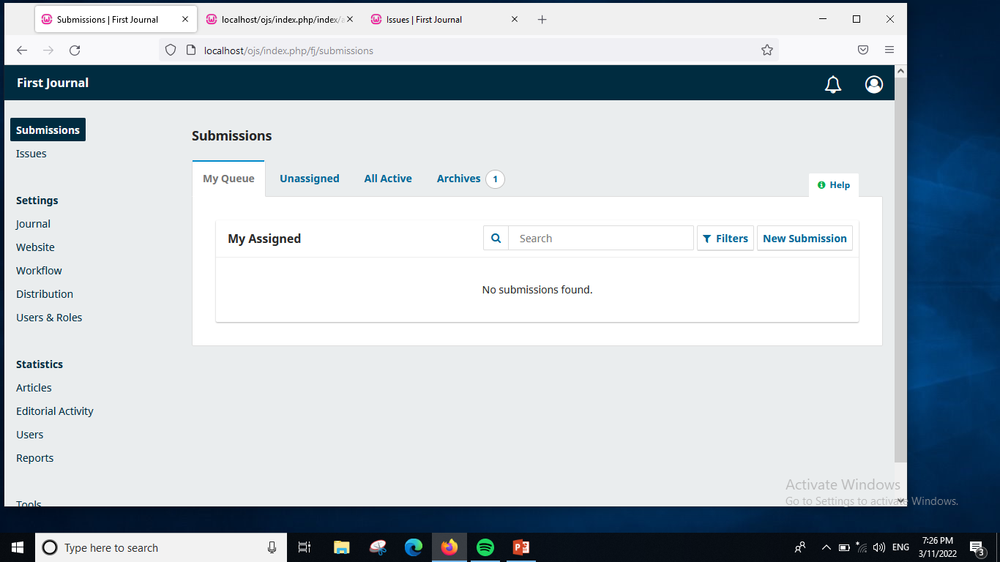 Submissions | First Journal
localhost/ojs/index.php/index/a
Issues | First Journal
localhost/ojs/index.php/fj/submissions
First Journal
Submissions
Issues
Settings
Journal
Website
Workflow
Distribution
Users & Roles
Statistics
Articles
Editorial Activity
Users
Reports
Tools
Submissions
My Queue Unassigned All Active Archives 1
Help
My Assigned Search Filters New Submission
No submissions found.
Activate Windows
Go to Settings to activate Windows.
Type here to search
ENG
7:26 PM
3/11/2022
3